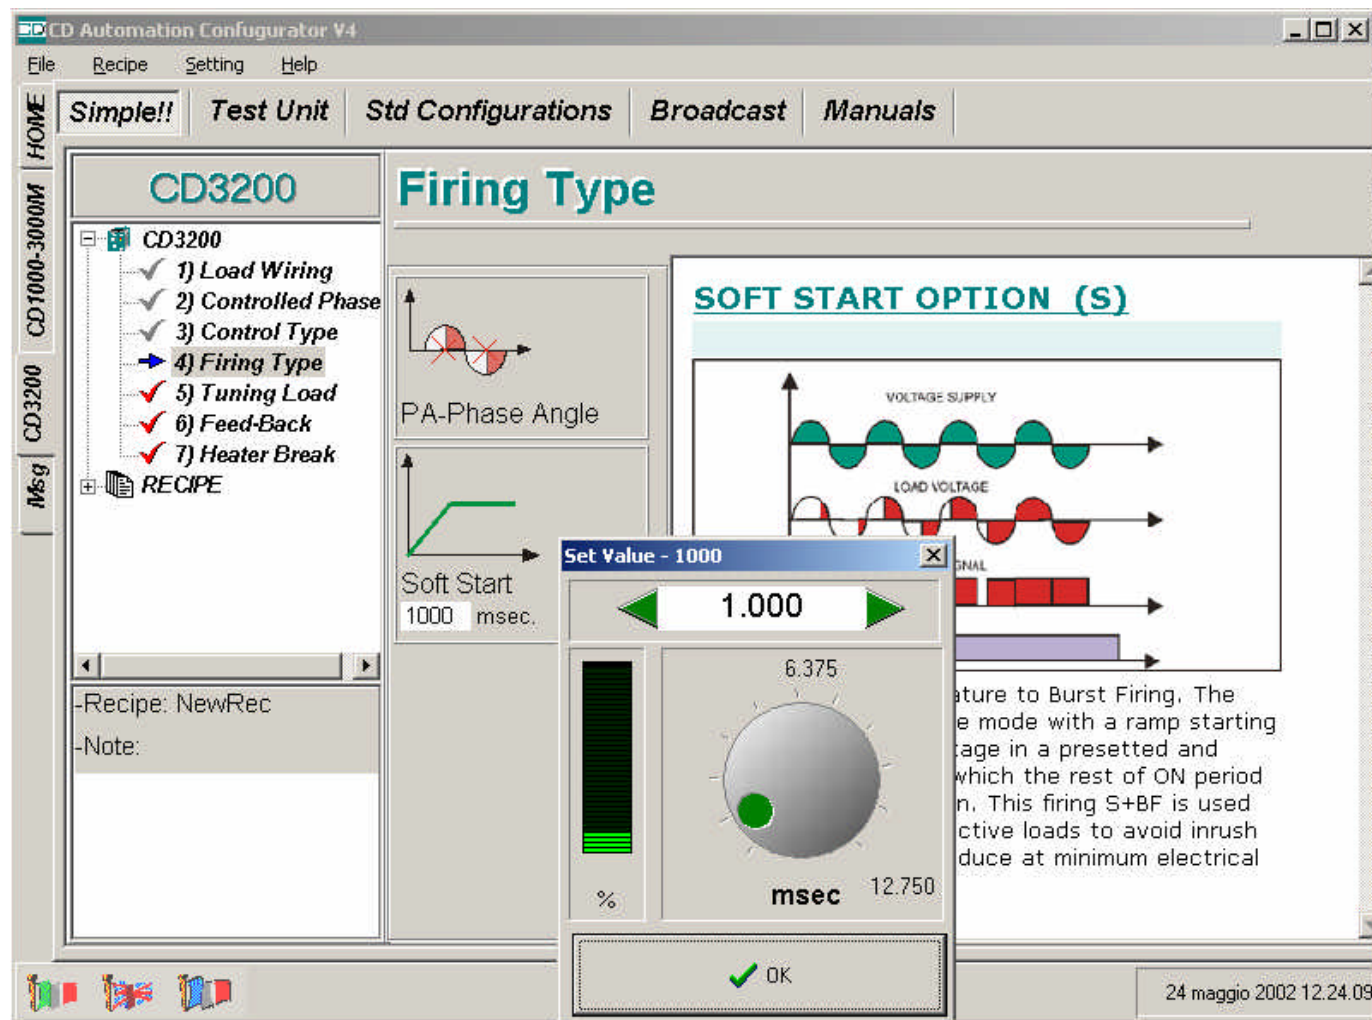 CD CD Automation Confugurator V4
File Recipe Setting Help
Simple!! Test Unit Std Configurations Broadcast Manuals
HOME
CD1000-3000M
CD3200
Msg
CD3200
CD3200
1) Load Wiring
2) Controlled Phase
3) Control Type
4) Firing Type
5) Tuning Load
6) Feed-Back
7) Heater Break
RECIPE
-Recipe: NewRec
-Note:
Firing Type
PA-Phase Angle
Soft Start
1000 msec.
SOFT START OPTION (S)
VOLTAGE SUPPLY
LOAD VOLTAGE
GNAL
ature to Burst Firing. The
e mode with a ramp starting
tage in a presetted and
which the rest of ON period
n. This firing S+BF is used
ctive loads to avoid inrush
duce at minimum electrical
Set Value - 1000
1.000
6.375
12.750
msec
%
OK
24 maggio 2002 12.24.09